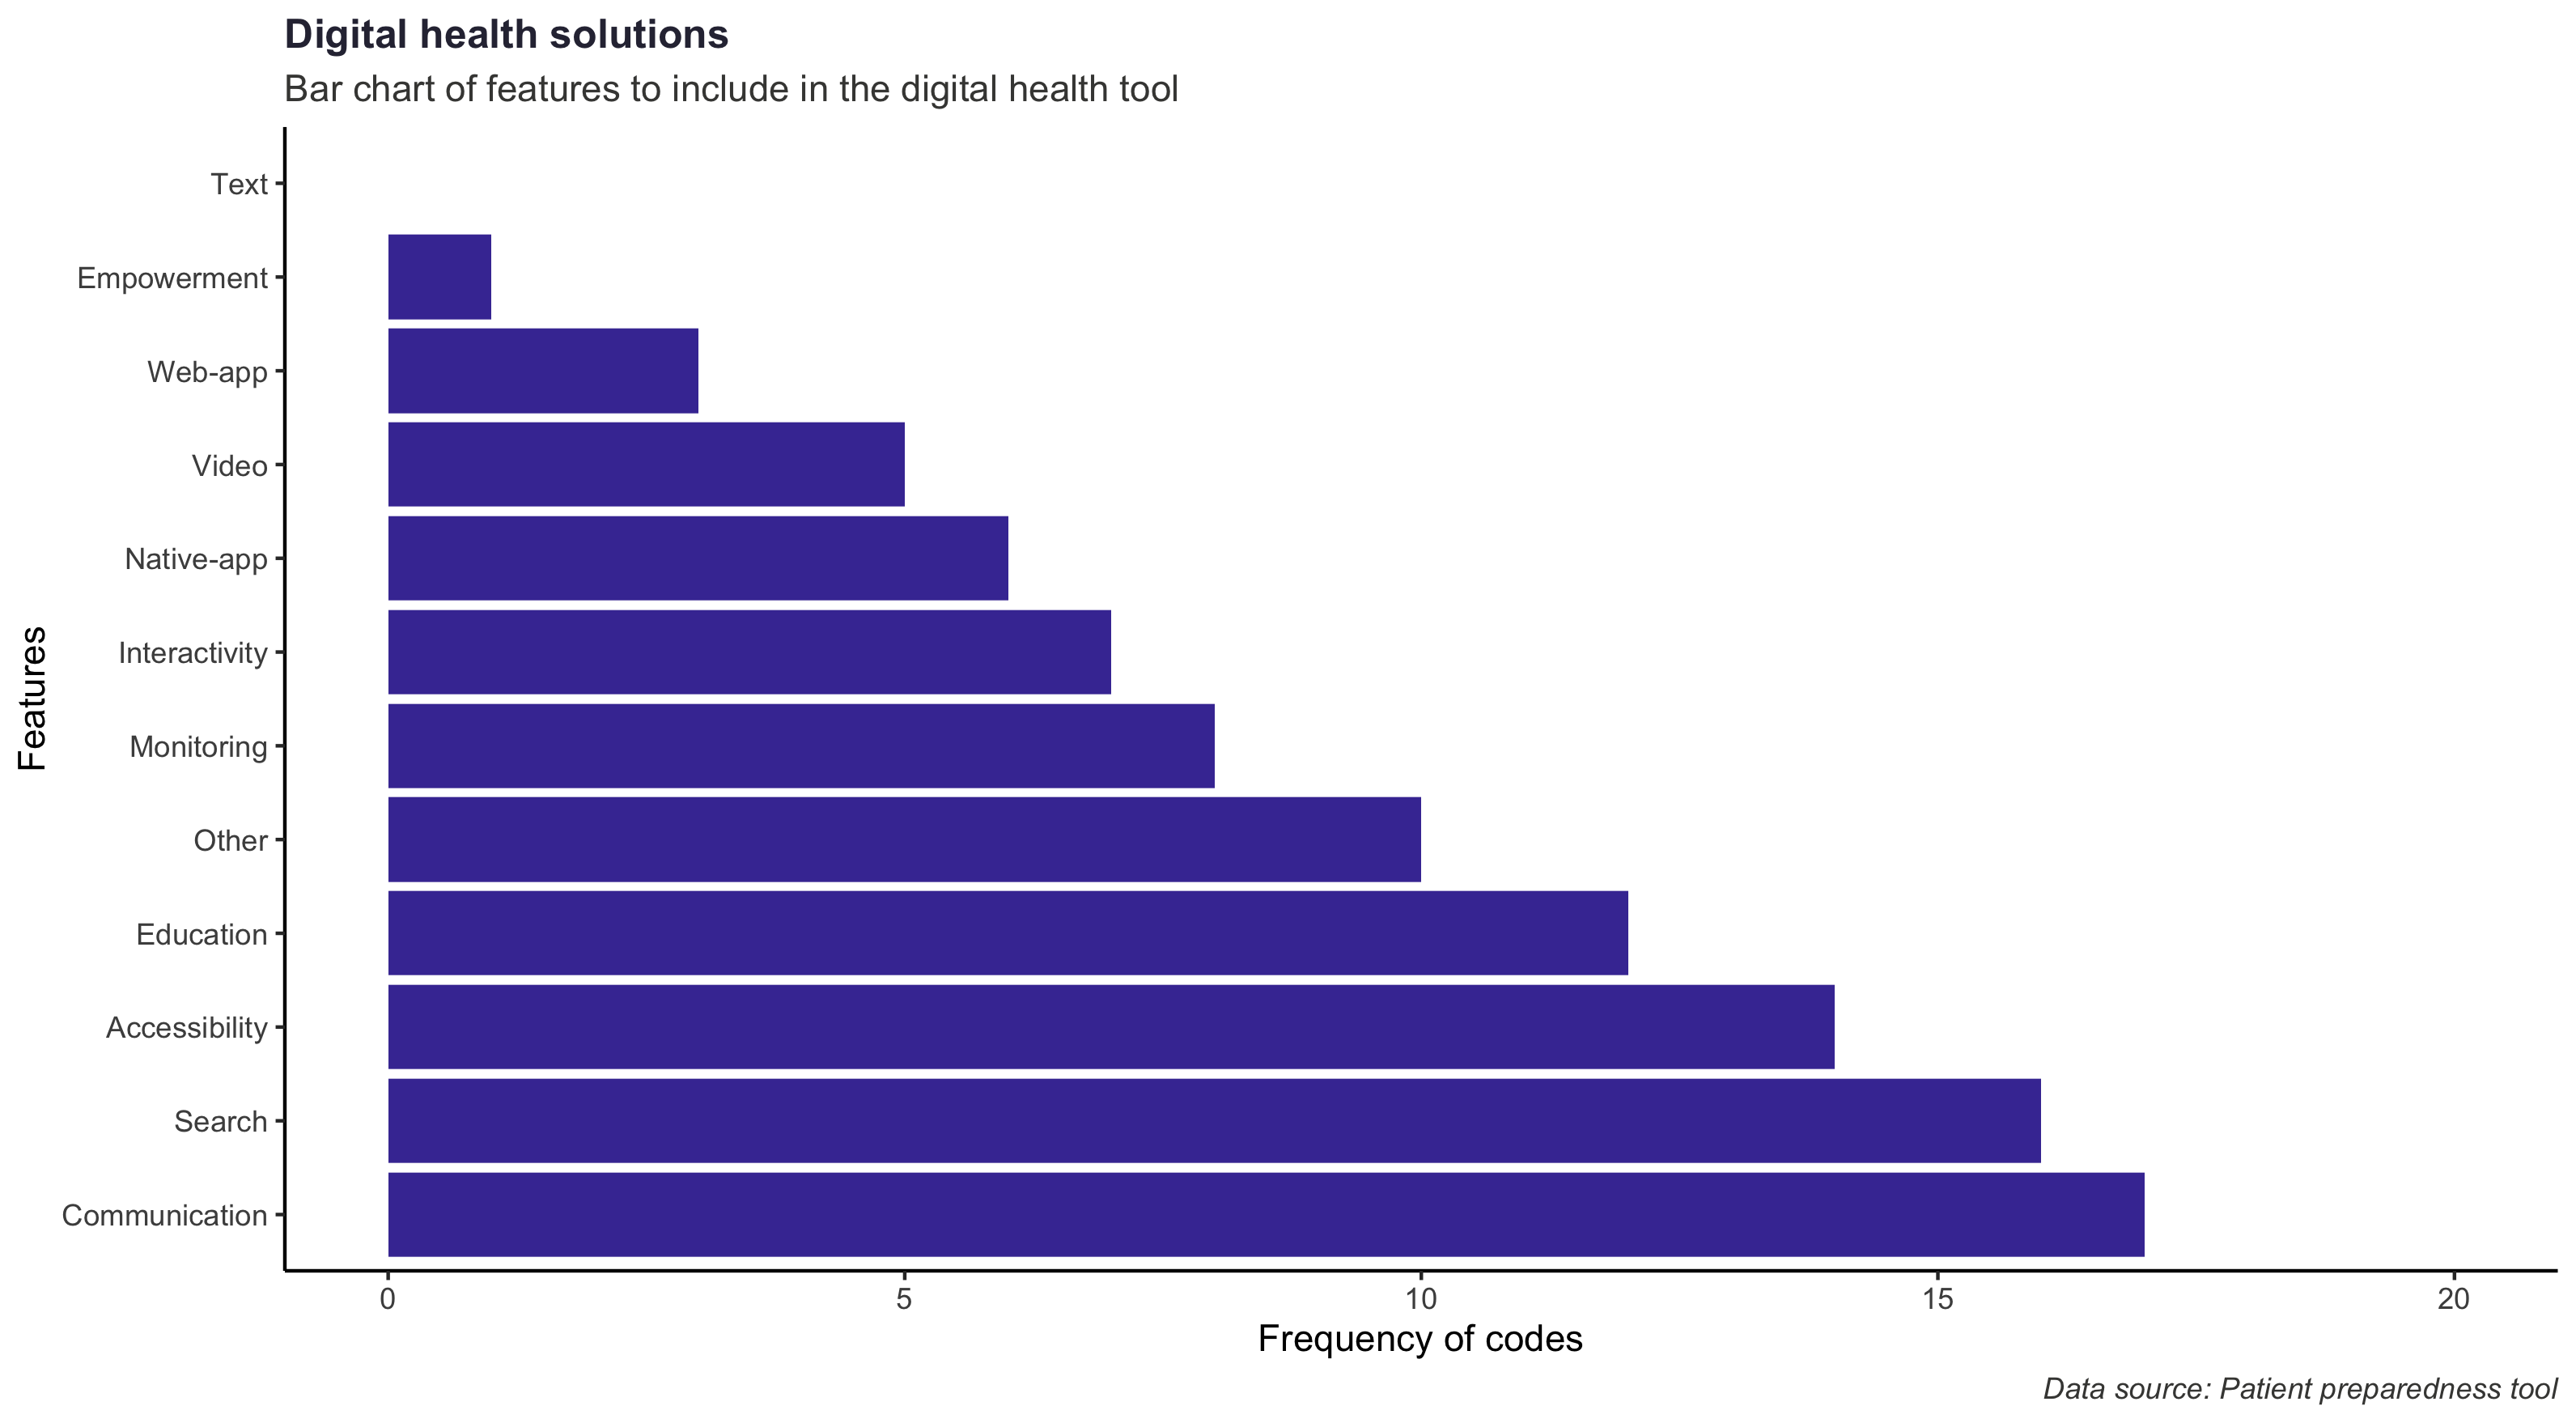 Digital health solutions
Bar chart of features to include in the digital health tool
Features
Text
Empowerment
Web-app
Video
Native-app
Interactivity
Monitoring
Other
Education
Accessibility
Search
Communication
0 5 10 15 20
Frequency of codes
Data source: Patient preparedness tool